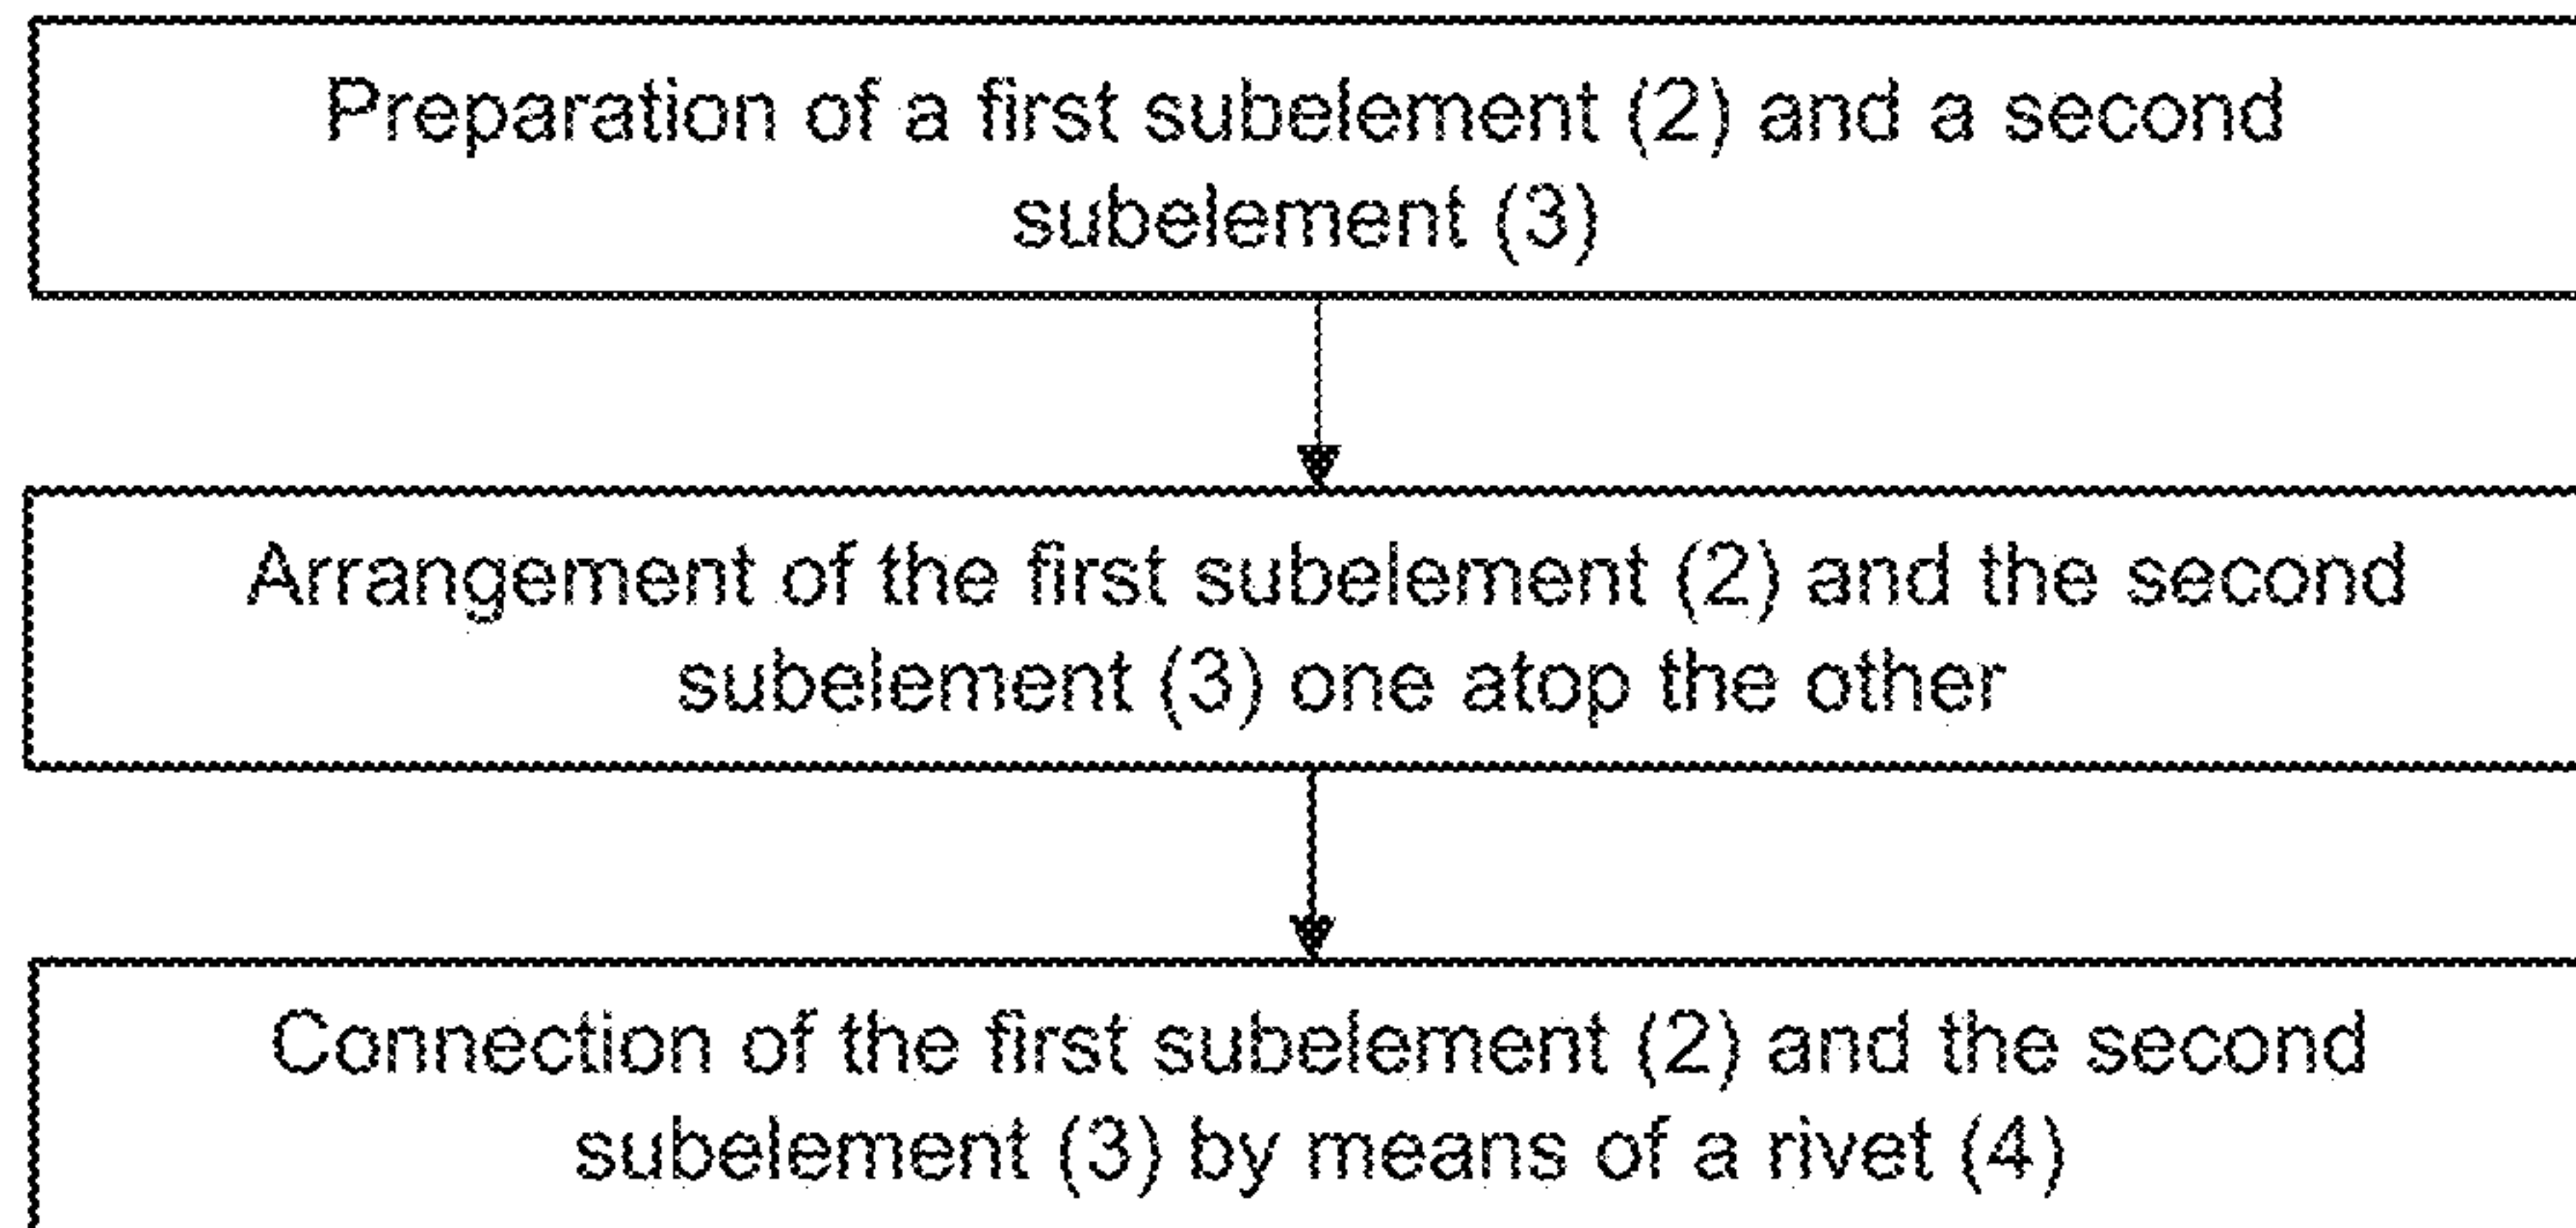 Preparation of a first subelement (2) and a second
subelement (3)
Arrangement of the first subelement (2) and the second
subelement (3) one atop the other
Connection of the first subelement (2) and the second
subelement (3) by means of a rivet (4)